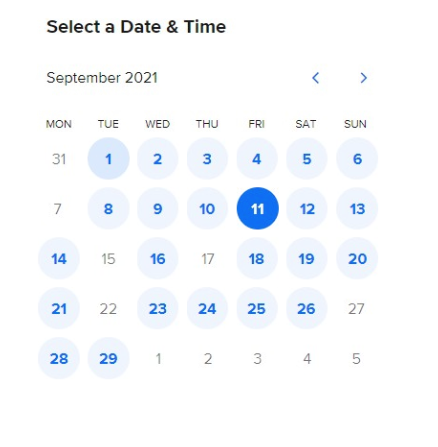 Select a Date & Time
September 2021
MON TUE WED THU FRI SAT SUN
31 1 2 3 4 5 6
7 8 9 10 11 12 13
14 15 16 17 18 19 20
21 22 23 24 25 26 27
28 29 1 2 3 4 5